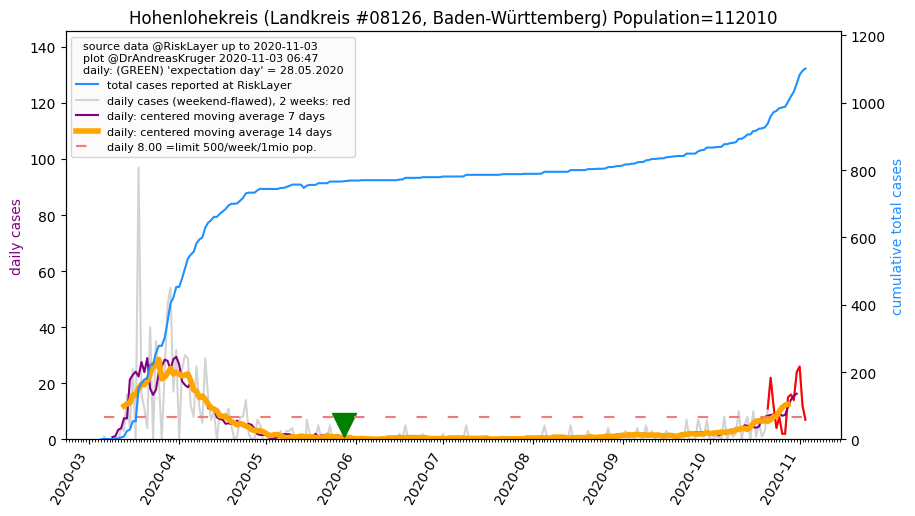 Hohenlohekreis (Landkreis #08126, Baden-Württemberg) Population=112010
source data @RiskLayer up to 2020-11-03
plot @DrAndreasKruger 2020-11-03 06:47
daily: (GREEN) 'expectation day' = 28.05.2020
total cases reported at RiskLayer
daily cases (weekend-flawed), 2 weeks: red
daily: centered moving average 7 days
daily: centered moving average 14 days
daily 8.00 =limit 500/week/1mio pop.
daily cases
140
120
100
80
60
40
20
0
cumulative total cases
1200
1000
800
600
400
200
0
2020-03
2020-04
2020-05
2020-06
2020-07
2020-08
2020-09
2020-10
2020-11